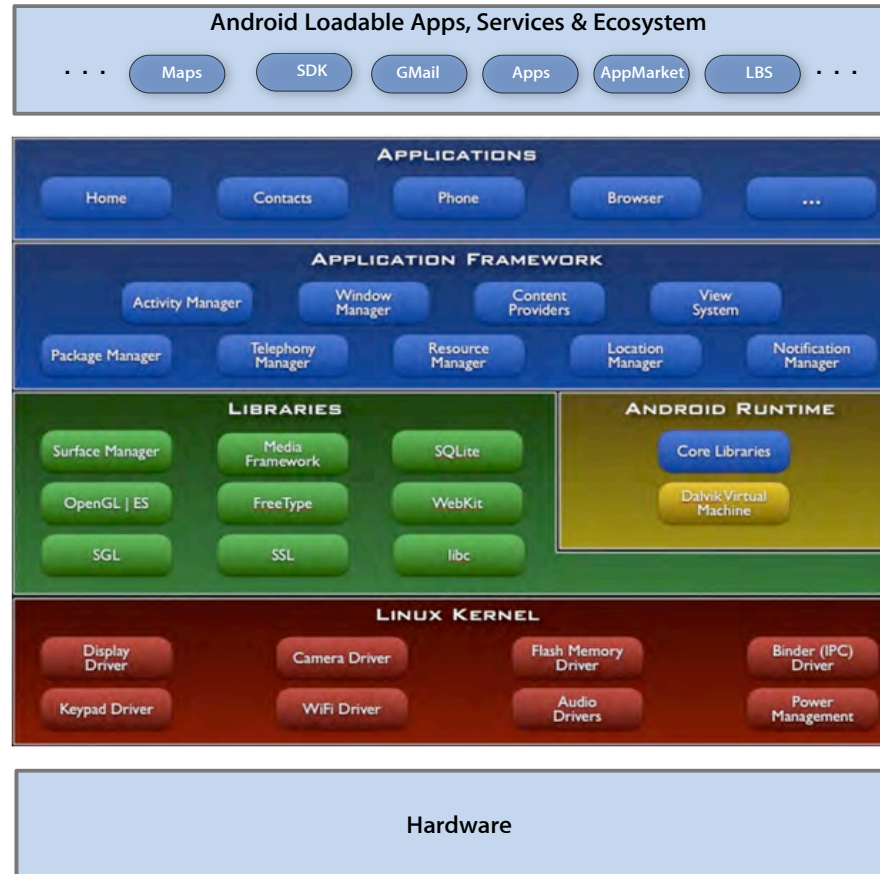 Android Loadable Apps, Services & Ecosystem
. . . Maps SDK GMail Apps AppMarket LBS . . .
APPLICATIONS
Home Contacts Phone Browser ...
APPLICATION FRAMEWORK
Activity Manager
Window
Manager
Content
Providers
View
System
Package Manager
Telephony
Manager
Resource
Manager
Location
Manager
Notification
Manager
LIBRARIES
Surface Manager
Media
Framework
SQLite
OpenGL | ES
FreeType
WebKit
SGL
SSL
libc
ANDROID RUNTIME
Core Libraries
Dalvik Virtual
Machine
LINUX KERNEL
Display
Driver
Camera Driver
Flash Memory
Driver
Binder (IPC)
Driver
Keypad Driver
WiFi Driver
Audio
Drivers
Power
Management
Hardware